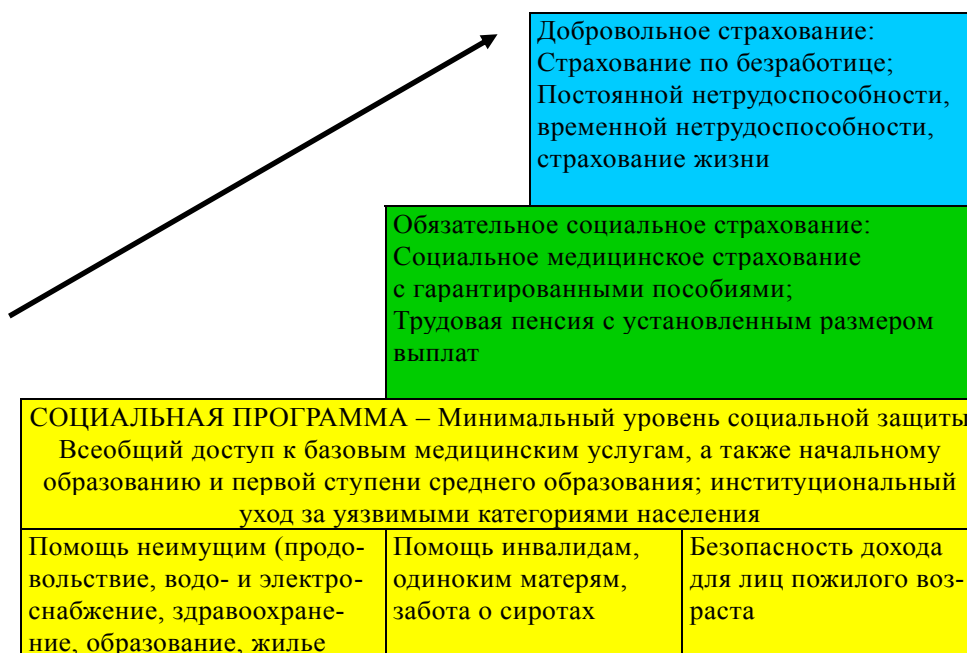 Добровольное страхование:
Страхование по безработице;
Постоянной нетрудоспособности,
временной нетрудоспособности,
страхование жизни
Обязательное социальное страхование:
Социальное медицинское страхование
с гарантированными пособиями;
Трудовая пенсия с установленным размером
выплат
СОЦИАЛЬНАЯ ПРОГРАММА – Минимальный уровень социальной защиты
Всеобщий доступ к базовым медицинским услугам, а также начальному
образованию и первой ступени среднего образования; институциональный
уход за уязвимыми категориями населения
Помощь неимущим (продо-
вольствие, водо- и электро-
снабжение, здравоохране-
ние, образование, жилье
Помощь инвалидам,
одиноким матерям,
забота о сиротах
Безопасность дохода
для лиц пожилого воз-
раста